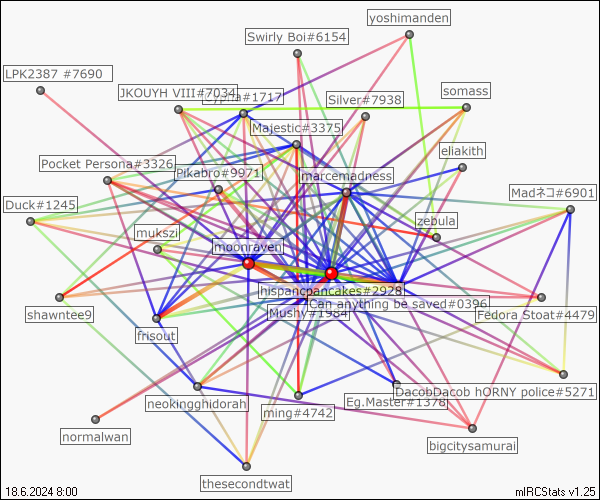 yoshimanden
Swirly Boi#6154
LPK2387 #7690
JKOUYH VIII#7034
#1717
Silver#7938
somass
Majestic#3375
Pocket Persona#3326
Pikabro#9971
marcemadness
eliakith
Madネコ#6901
Duck#1245
mukszi
zebula
moonraven
hispancpancakes#2928
Can anything be saved#0396
shawntee9
Mushy#1984
Fedora Stoat#4479
frisout
neokingghidorah
ming#4742
Eg.Master#1378
DacobDacob hORNY police#5271
normalwan
bigcitysamurai
thesecondtwat
18.6.2024 8:00
mIRCStats v1.25